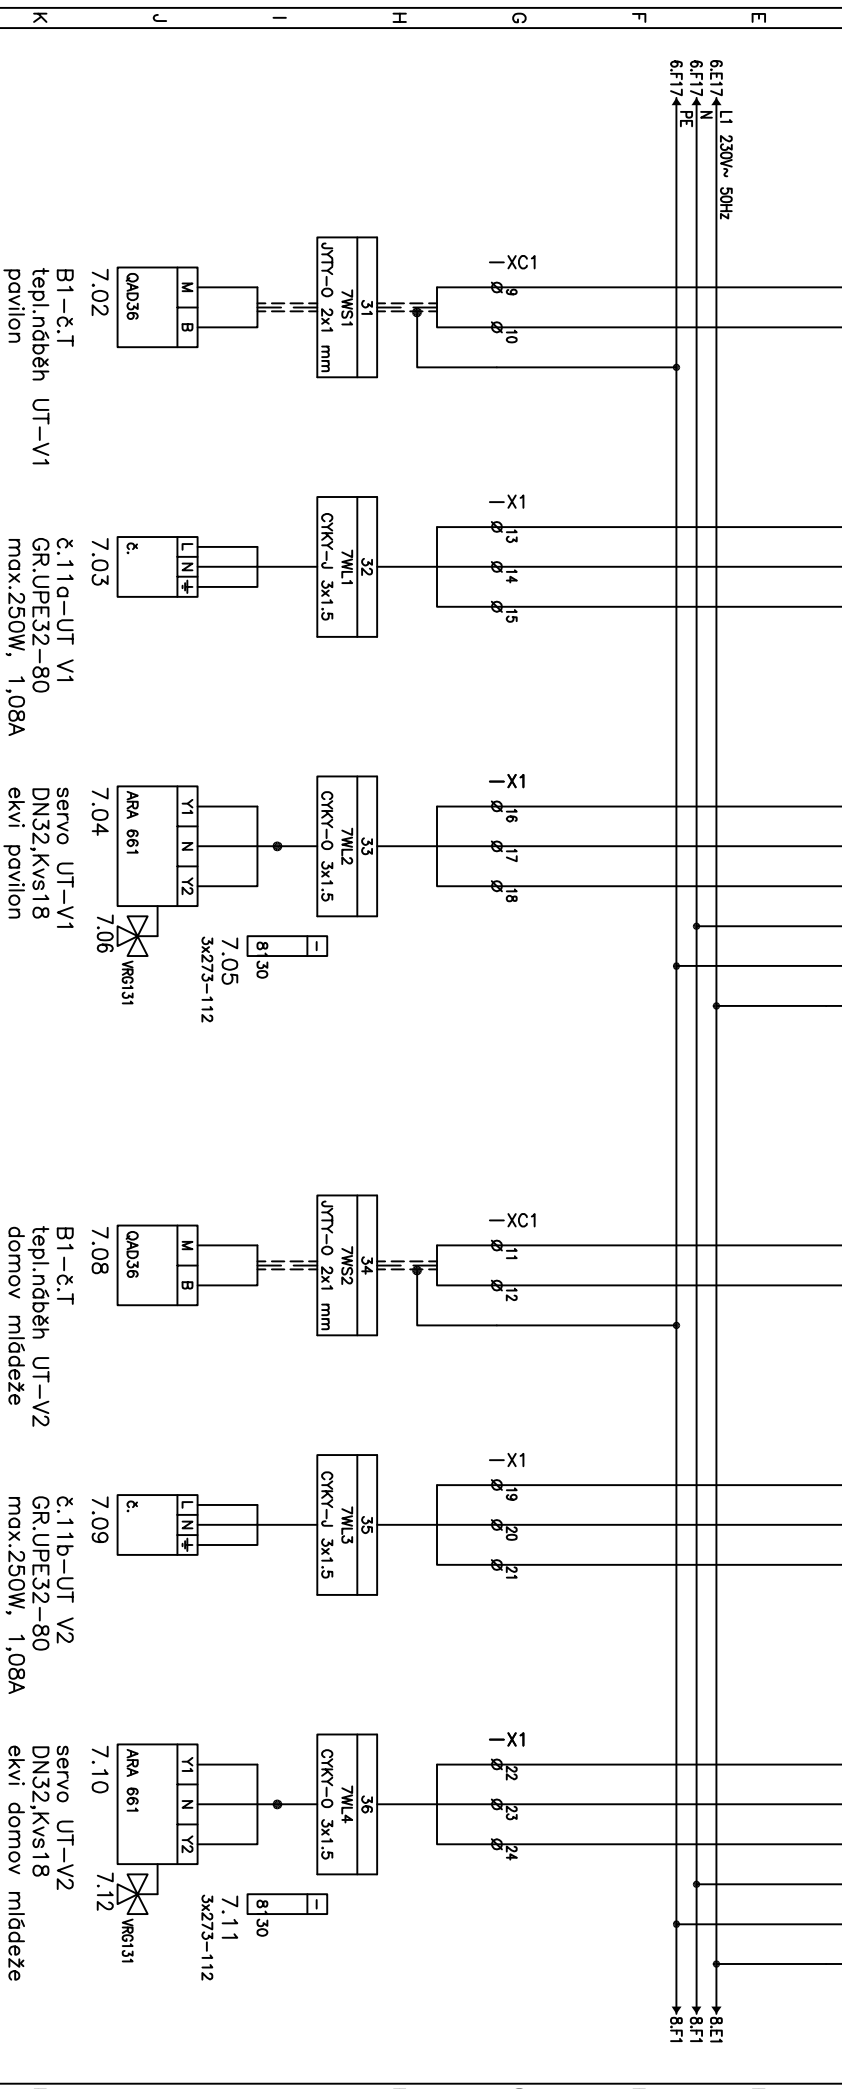 E
F
G
H
I
J
K
6.E17
6.F17
6.F17
L1 230V~ 50Hz
N
PE
8.E1
8.F1
8.F1
-XC1
9
10
31
7WS1
JYTY-O 2x1 mm
M B
QAD36
7.02
B1-č.T
tepl.náběh UT-V1
pavilon
-X1
13
14
15
32
7WL1
CYKY-J 3x1.5
L N
č.
7.03
č.11a-UT V1
GR.UPE32-80
max.250W, 1,08A
-X1
16
17
18
33
7WL2
CYKY-O 3x1.5
Y1 N Y2
ARA 661
7.04
servo UT-V1
DN32,Kvs18
ekvi pavilon
8130
7.05
3x273-112
VRG131
7.06
-XC1
11
12
34
7WS2
JYTY-O 2x1 mm
M B
QAD36
7.08
B1-č.T
tepl.náběh UT-V2
domov mládeže
-X1
19
20
21
35
7WL3
CYKY-J 3x1.5
L N
č.
7.09
č.11b-UT V2
GR.UPE32-80
max.250W, 1,08A
-X1
22
23
24
36
7WL4
CYKY-O 3x1.5
Y1 N Y2
ARA 661
7.10
servo UT-V2
DN32,Kvs18
ekvi domov mládeže
8130
7.11
3x273-112
VRG131
7.12